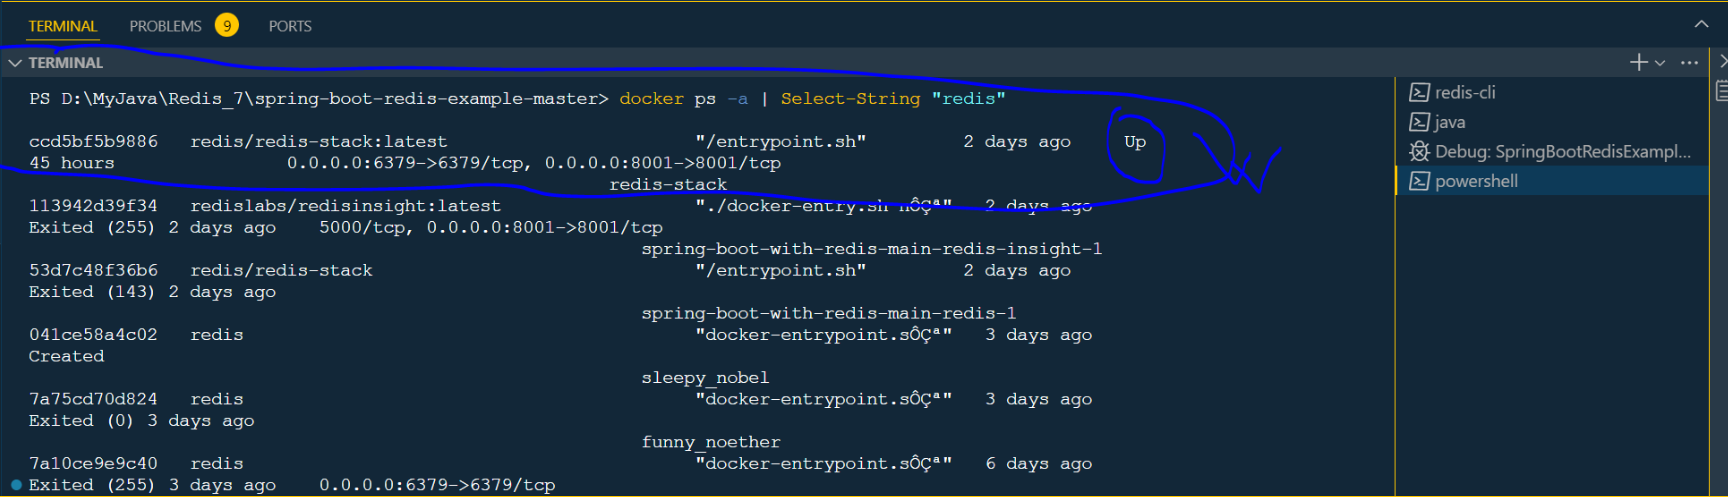 TERMINAL PROBLEMS 9 PORTS
TERMINAL
PS D:\MyJava\Redis_7\spring-boot-redis-example-master> docker ps -a | Select-String "redis"
ccd5bf5b9886 redis/redis-stack:latest "/entrypoint.sh" 2 days ago Up
45 hours 0.0.0.0:6379->6379/tcp, 0.0.0.0:8001->8001/tcp
redis-stack
113942d39f34 redislabs/redisinsight:latest "./docker-entry.sh nÔÇª" 2 days ago
Exited (255) 2 days ago 5000/tcp, 0.0.0.0:8001->8001/tcp
spring-boot-with-redis-main-redis-insight-1
53d7c48f36b6 redis/redis-stack "/entrypoint.sh" 2 days ago
Exited (143) 2 days ago
spring-boot-with-redis-main-redis-1
041ce58a4c02 redis "docker-entrypoint.sÔÇª" 3 days ago
Created
sleepy_nobel
7a75cd70d824 redis "docker-entrypoint.sÔÇª" 3 days ago
Exited (0) 3 days ago
funny_noether
7a10ce9e9c40 redis "docker-entrypoint.sÔÇª" 6 days ago
Exited (255) 3 days ago 0.0.0.0:6379->6379/tcp
redis-cli
java
Debug: SpringBootRedisExampl...
powershell